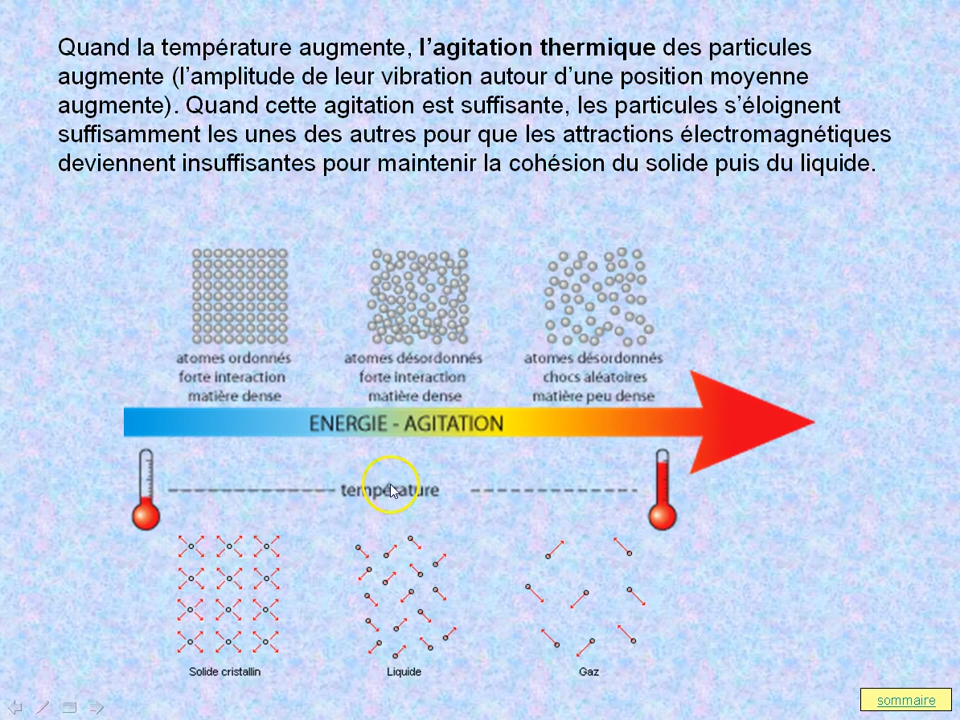 Quand la température augmente, l’agitation thermique des particules
augmente (l’amplitude de leur vibration autour d’une position moyenne
augmente). Quand cette agitation est suffisante, les particules s’éloignent
suffisamment les unes des autres pour que les attractions électromagnétiques
deviennent insuffisantes pour maintenir la cohésion du solide puis du liquide.
atomes ordonnés
forte interaction
matière dense
atomes désordonnés
forte interaction
matière dense
atomes désordonnés
chocs aléatoires
matière peu dense
ENERGIE - AGITATION
température
Solide cristallin
Liquide
Gaz
sommaire